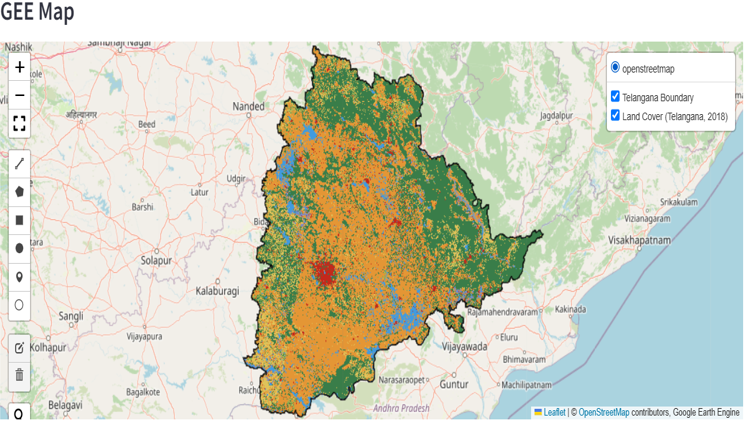 GEE Map
Nashik
Sambhaji Nagar
Nanded
अहिल्यानगर
Beed
Jagdalpur
Udgir
Latur
Barshi
Solapur
Kalaburagi
Sangli
Kolhapur
Vijayapura
Bagalkote
Belagavi
Srikakulam
Vizianagaram
Visakhapatnam
Rajamahendravaram
Kakinada
Eluru
Vijayawada
Bhimavaram
Narasaraopet
Guntur
Machilipatnam
Andhra Pradesh
+
−
openstreetmap
Telangana Boundary
Land Cover (Telangana, 2018)
Leaflet | © OpenStreetMap contributors, Google Earth Engine